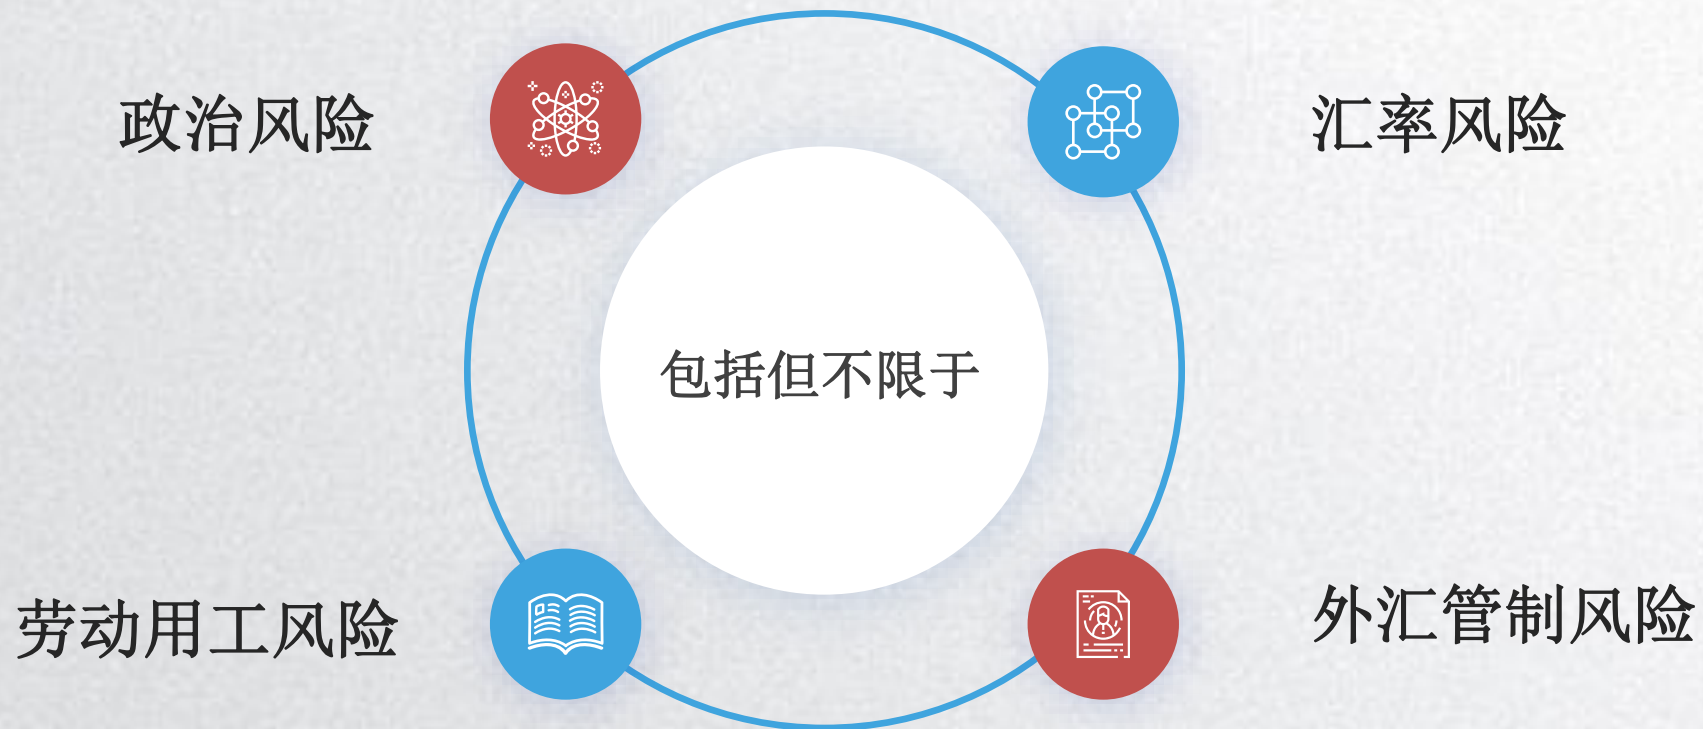 政治风险
汇率风险
包括但不限于
劳动用工风险
外汇管制风险